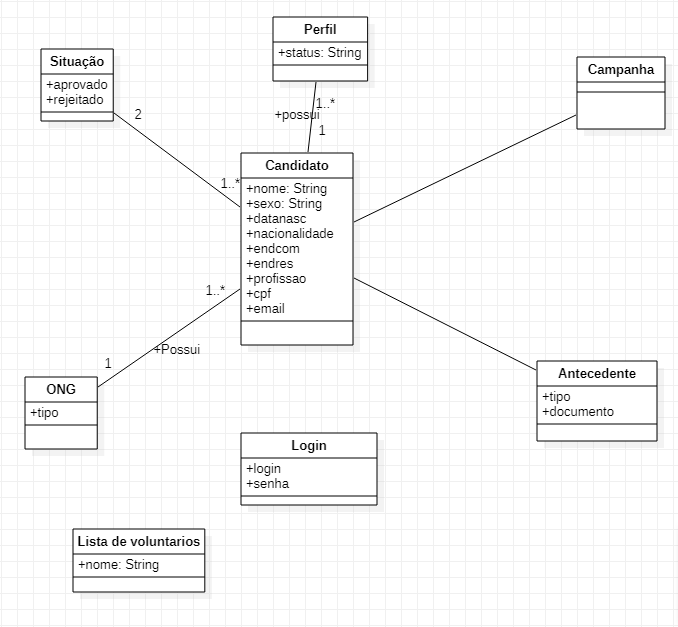 Perfil
+status: String
Situação
+aprovado
+rejeitado
Campanha
2
1..*
+possui
1
1..*
Candidato
+nome: String
+sexo: String
+datanasc
+nacionalidade
+endcom
+endres
+profissao
+cpf
+email
1..*
+Possui
1
ONG
+tipo
Antecedente
+tipo
+documento
Login
+login
+senha
Lista de voluntarios
+nome: String